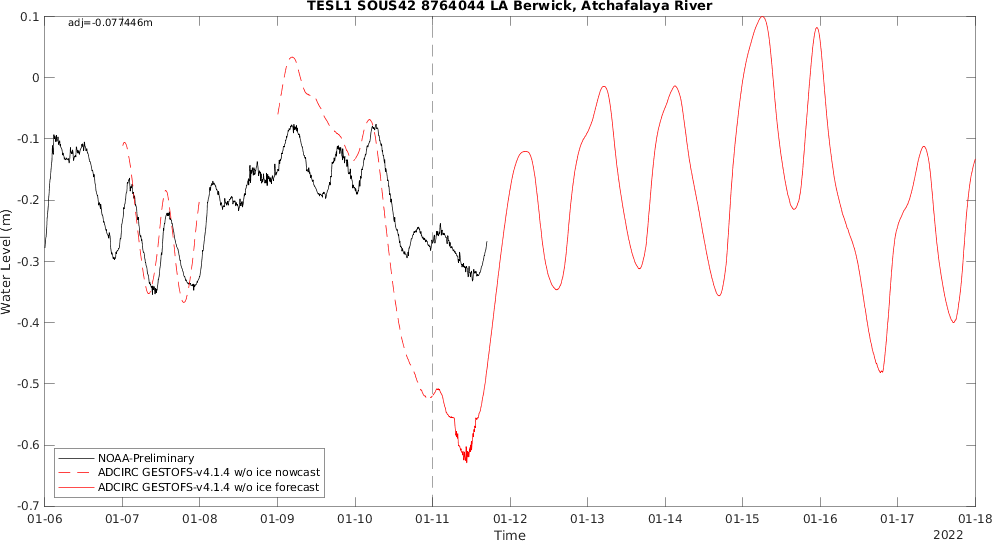 TESL1 SOUS42 8764044 LA Berwick, Atchafalaya River
adj=-0.077446m
0.1
0
-0.1
-0.2
-0.3
-0.4
-0.5
-0.6
-0.7
Water Level (m)
NOAA-Preliminary
ADCIRC GESTOFS-v4.1.4 w/o ice nowcast
ADCIRC GESTOFS-v4.1.4 w/o ice forecast
01-06 01-07 01-08 01-09 01-10 01-11 01-12 01-13 01-14 01-15 01-16 01-17 01-18
Time
2022